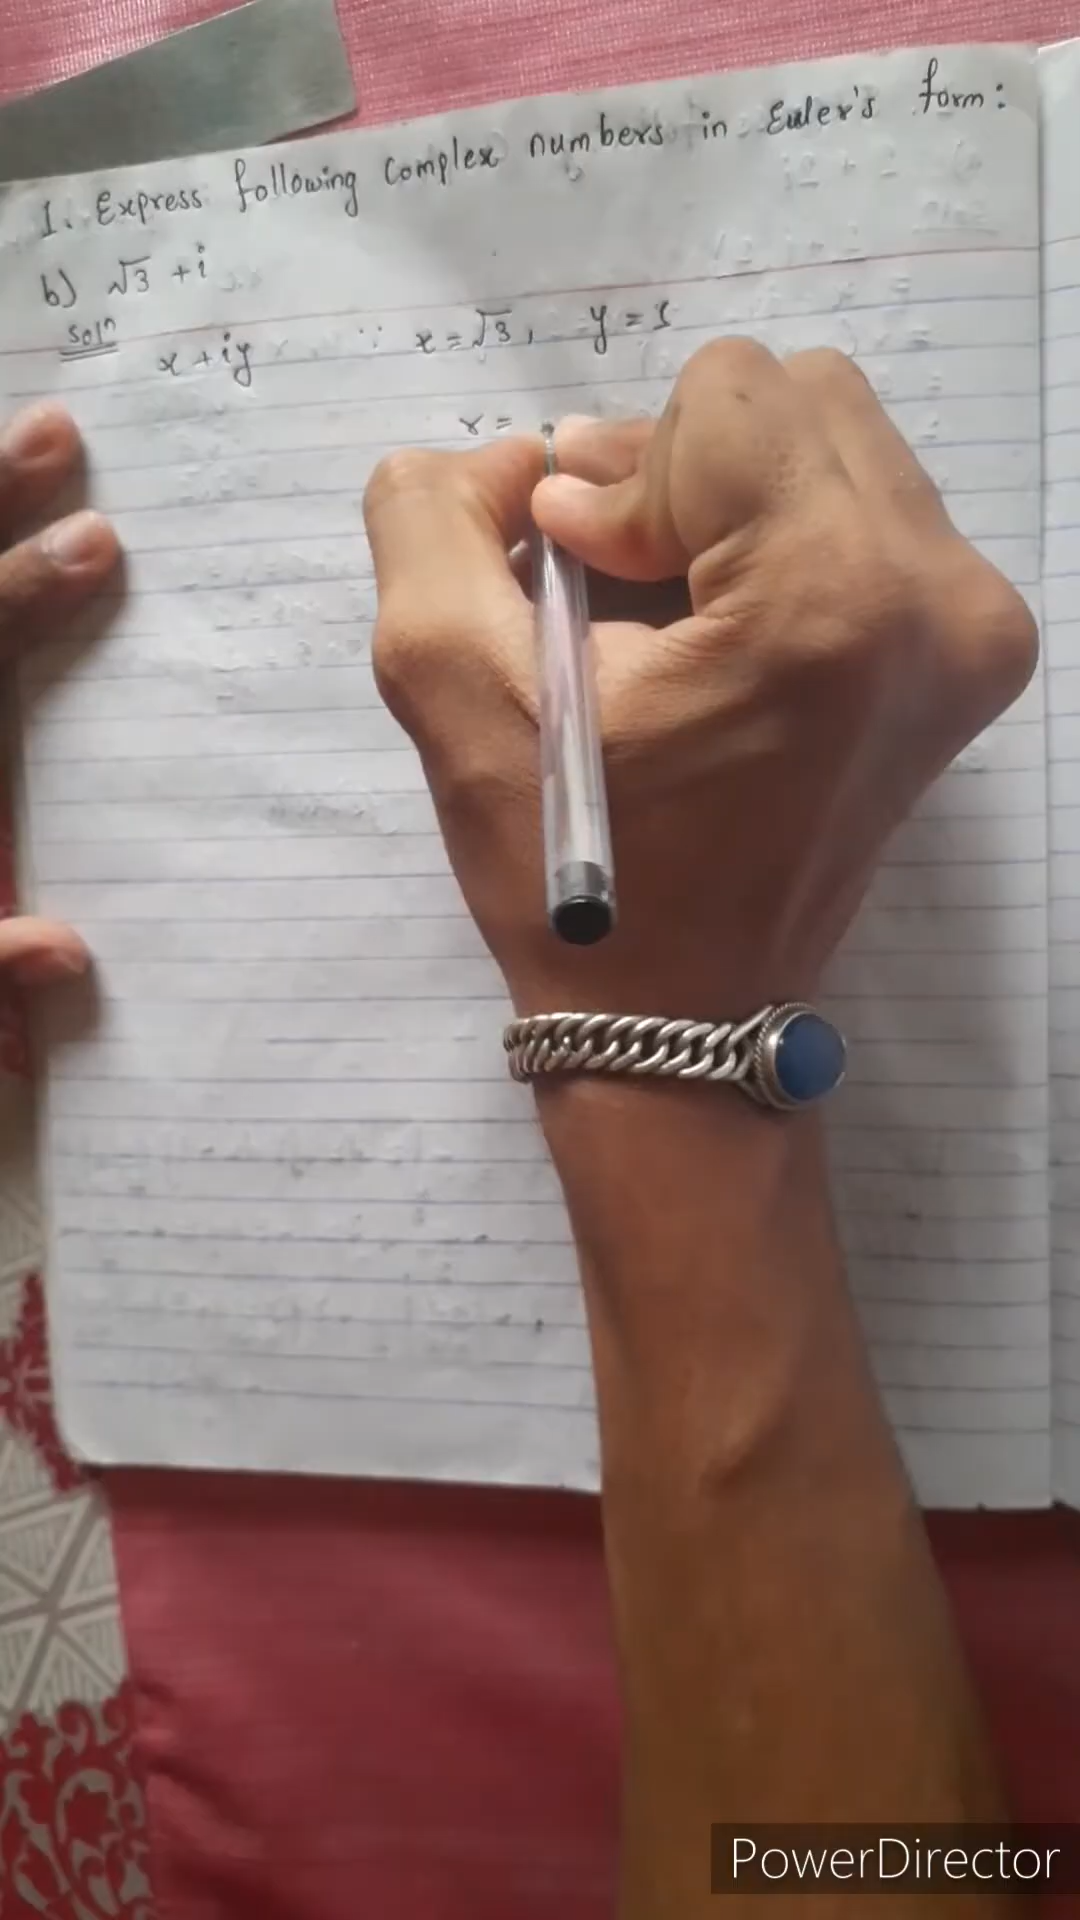 1. Express following complex numbers in Euler's form:
b) √3 + i
Solⁿ x + iy ∵ x = √3, y = 1
r =
PowerDirector